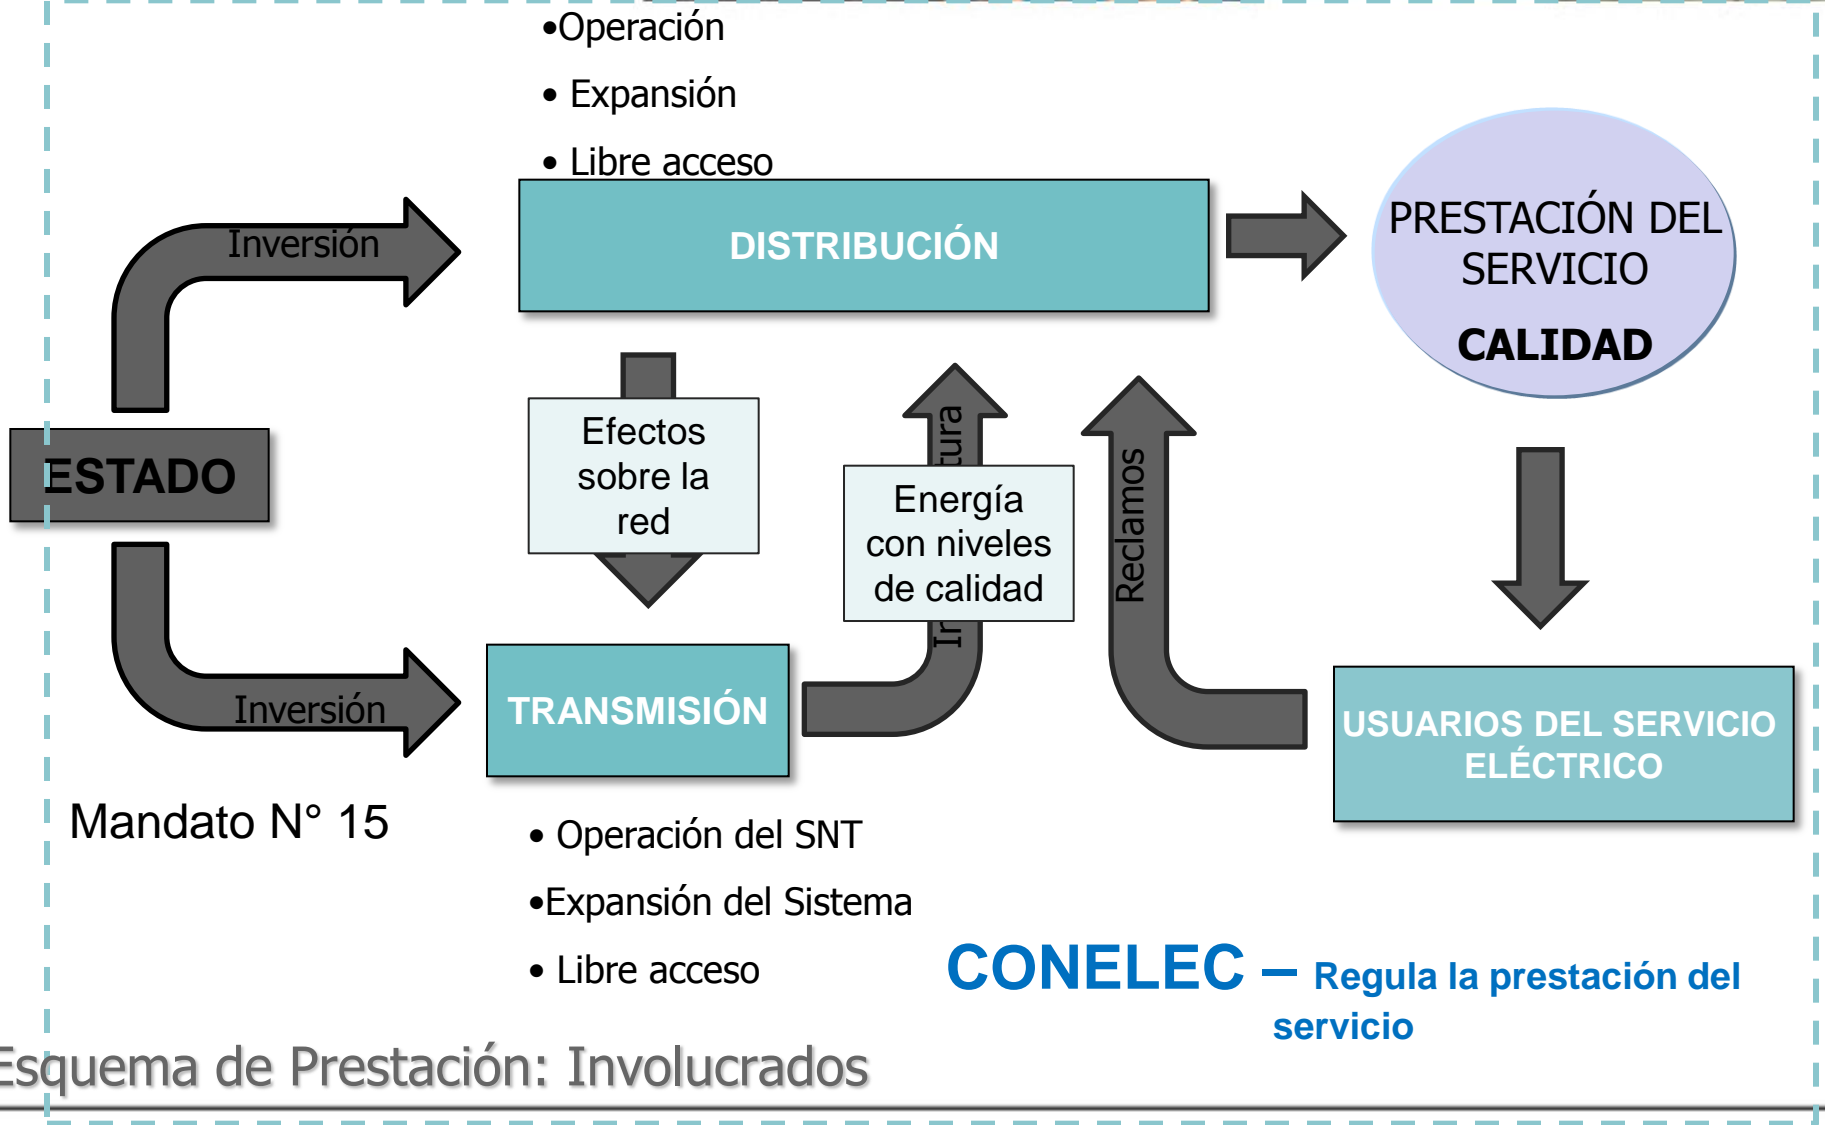 •Operación
• Expansión
• Libre acceso
Inversión
DISTRIBUCIÓN
PRESTACIÓN DEL
SERVICIO
CALIDAD
ESTADO
Efectos
sobre la
red
Energía
con niveles
de calidad
Reclamos
Inversión
TRANSMISIÓN
USUARIOS DEL SERVICIO
ELÉCTRICO
Mandato N° 15
• Operación del SNT
•Expansión del Sistema
• Libre acceso
CONELEC – Regula la prestación del
servicio
Esquema de Prestación: Involucrados